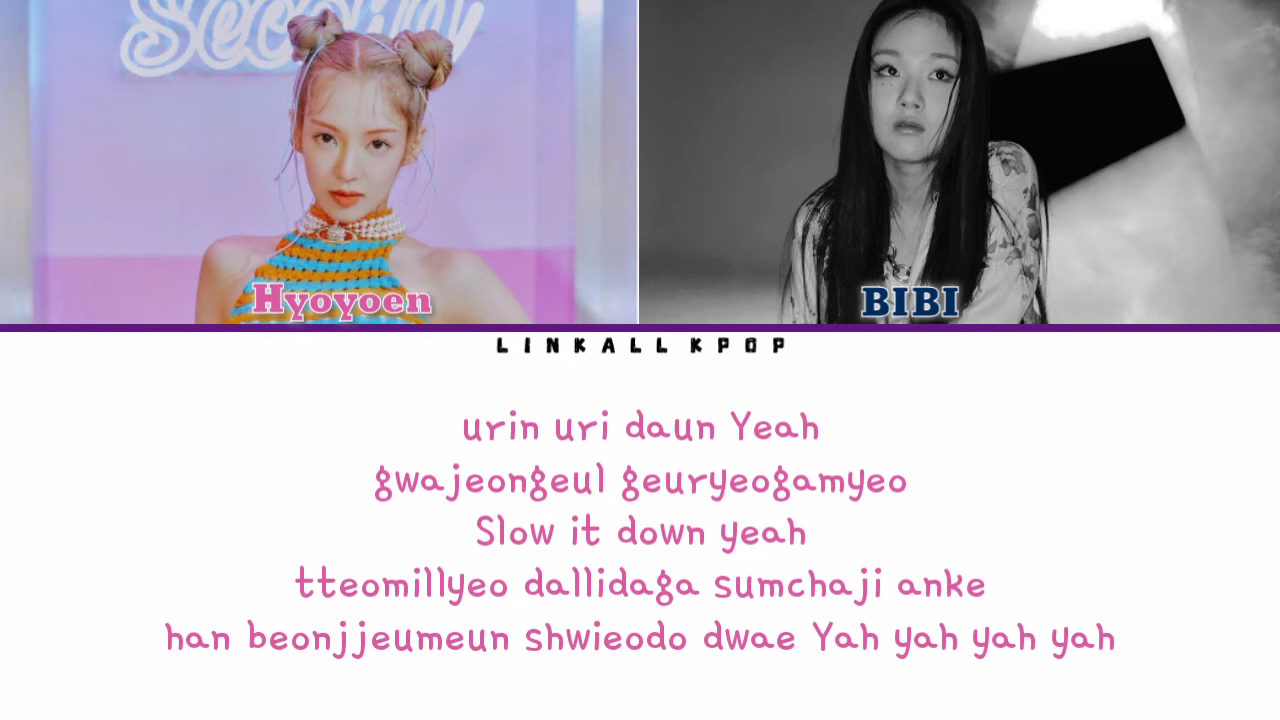 Hyoyoen
BIBI
LINKALL KPOP
urin uri daun Yeah
gwajeongeul geuryeogamyeo
Slow it down yeah
tteomillyeo dallidaga sumchaji anke
han beonjjeumeun shwieodo dwae Yah yah yah yah